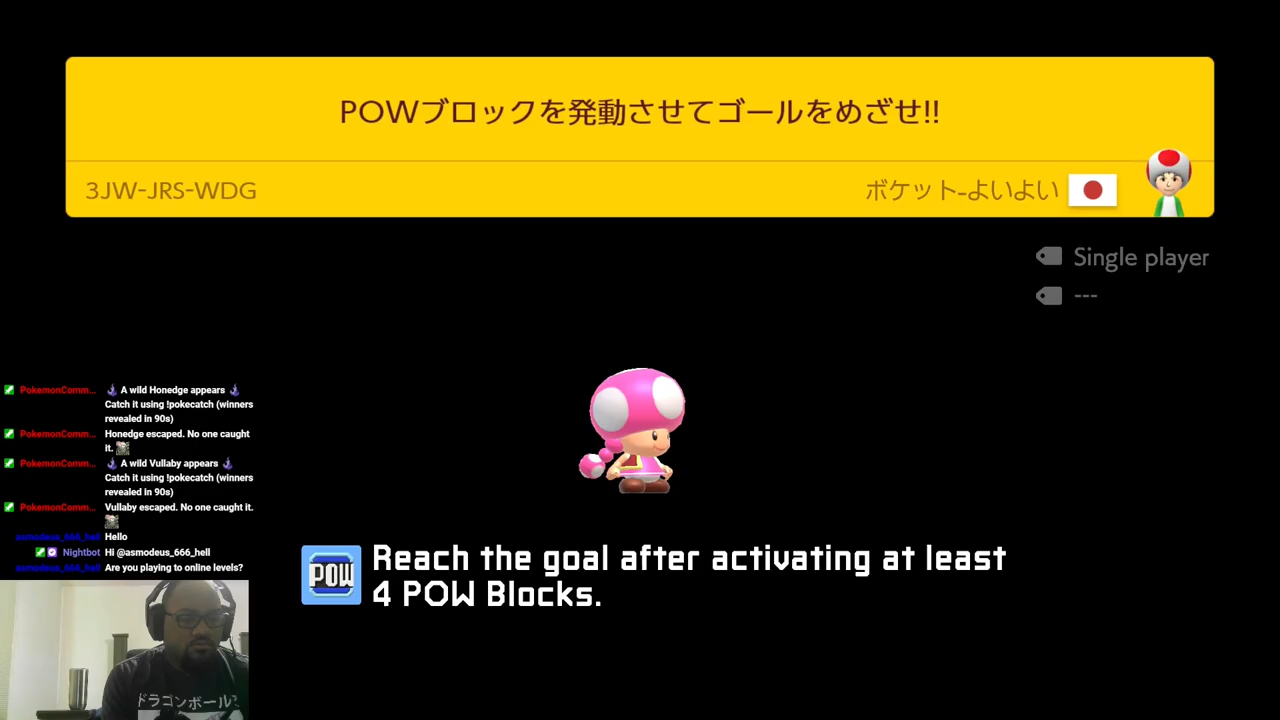 POWブロックを発動させてゴールをめざせ!!
3JW-JRS-WDG
ボケット-よいよい
Single player
---
PokemonComm... A wild Honedge appears
Catch it using !pokecatch (winners
revealed in 90s)
PokemonComm... Honedge escaped. No one caught
it.
PokemonComm... A wild Vullaby appears
Catch it using !pokecatch (winners
revealed in 90s)
PokemonComm... Vullaby escaped. No one caught it.
asmodeus_666_hell Hello
Nightbot Hi @asmodeus_666_hell
asmodeus_666_hell Are you playing to online levels?
POW
Reach the goal after activating at least
4 POW Blocks.
ドラゴンボール